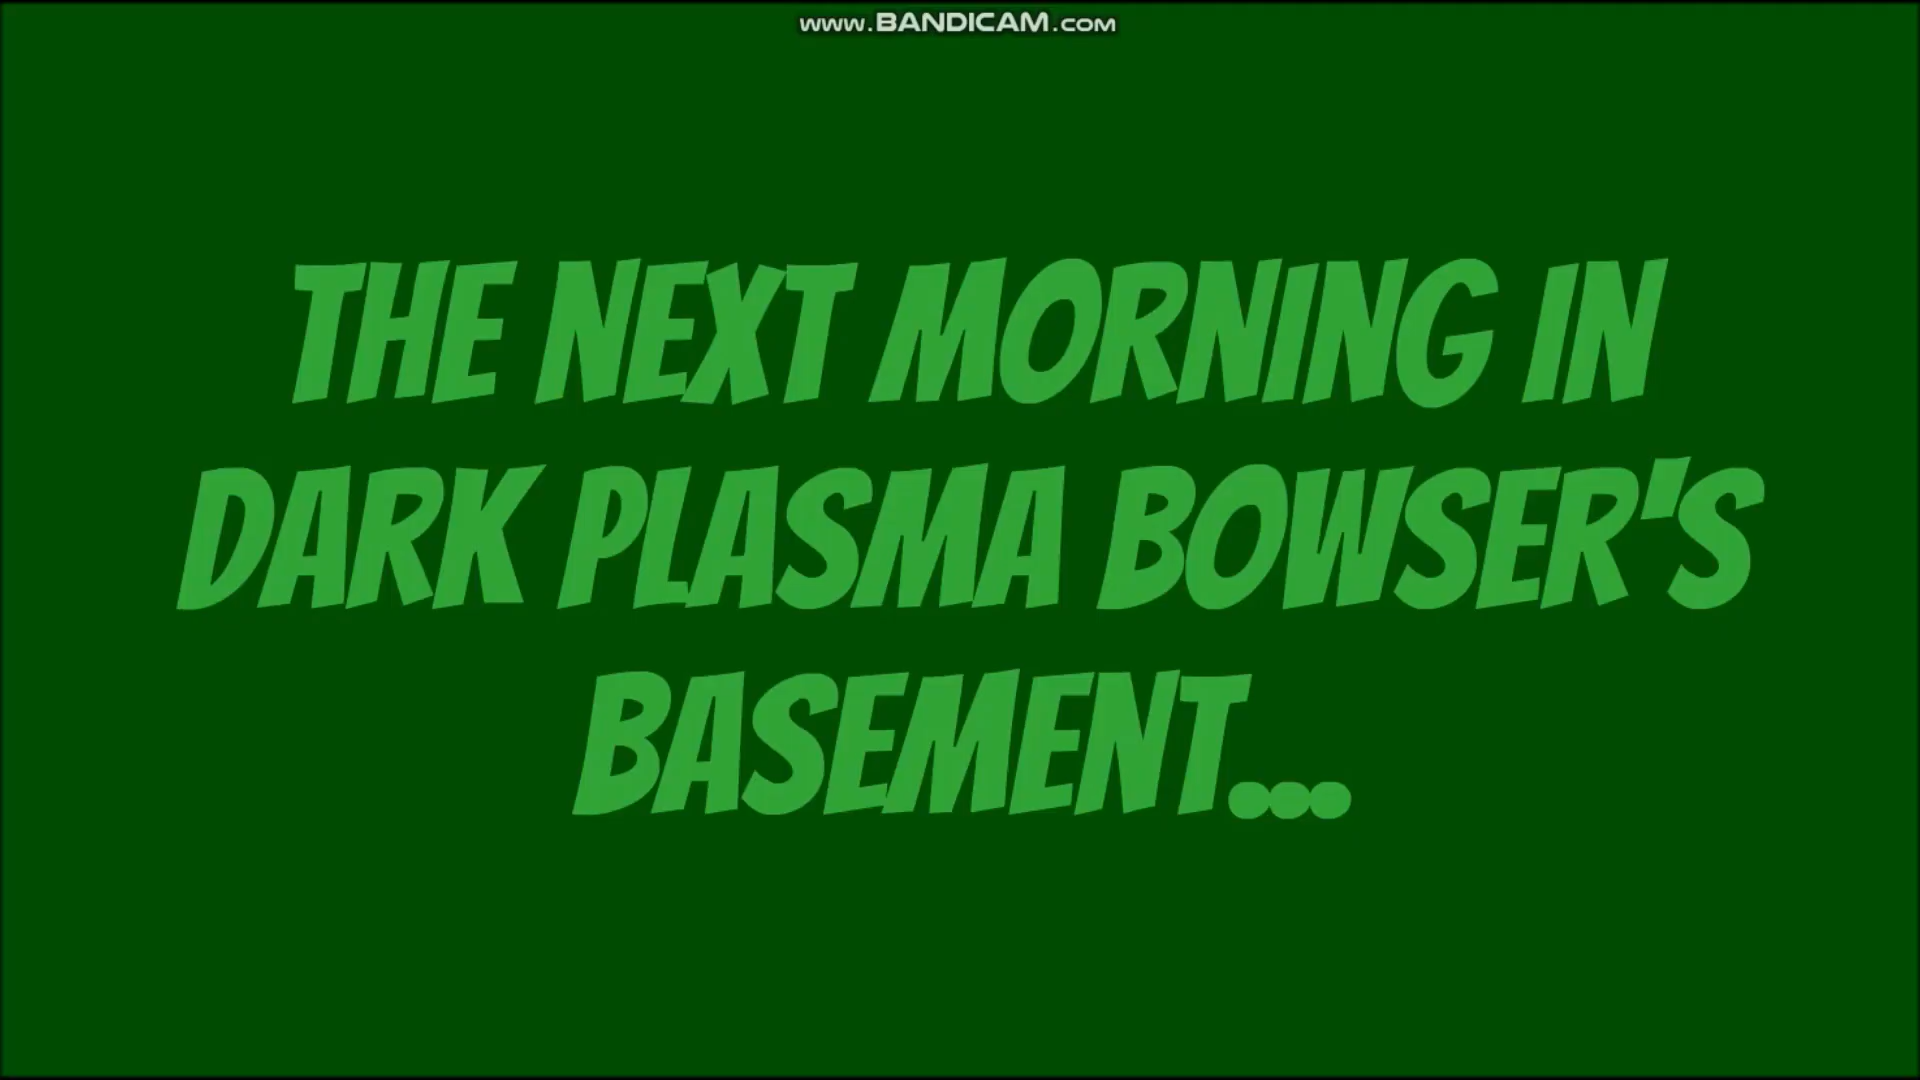 www.BANDICAM.com
THE NEXT MORNING IN
DARK PLASMA BOWSER'S
BASEMENT...